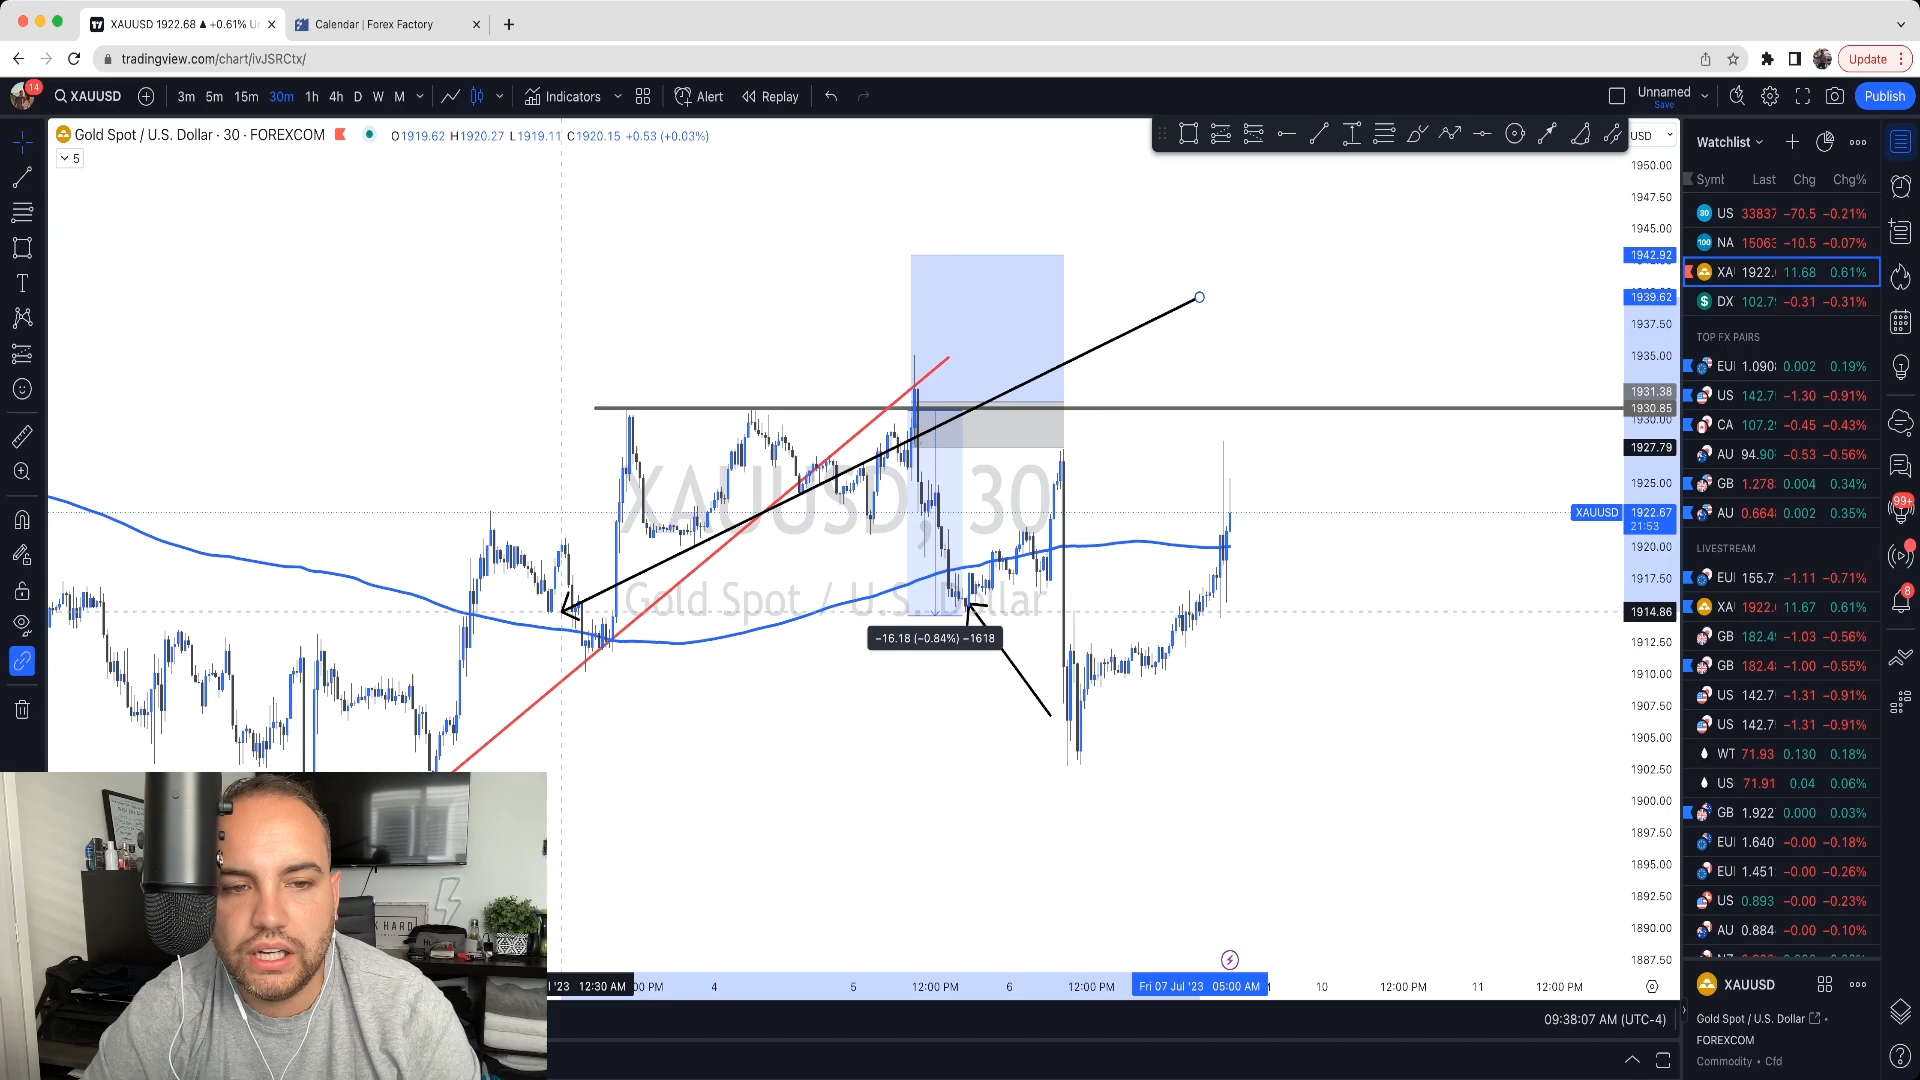 XAUUSD 1922.68 ▲ +0.61% U
Calendar | Forex Factory
tradingview.com/chart/ivJSRCtx/
Update
14
XAUUSD
3m 5m 15m 30m 1h 4h D W M
Indicators
Alert
Replay
Unnamed
Save
Publish
Gold Spot / U.S. Dollar · 30 · FOREXCOM
O1919.62 H1920.27 L1919.11 C1920.15 +0.53 (+0.03%)
5
USD
XAUUSD, 30
Gold Spot / U.S. Dollar
−16.18 (−0.84%) −1618
1950.00
1947.50
1945.00
1942.92
1939.62
1937.50
1935.00
1931.38
1930.85
1930.00
1927.79
1925.00
XAUUSD 1922.67
21:53
1920.00
1917.50
1914.86
1912.50
1910.00
1907.50
1905.00
1902.50
1900.00
1897.50
1895.00
1892.50
1890.00
1887.50
'23 12:30 AM
00 PM
4
5
12:00 PM
6
12:00 PM
Fri 07 Jul '23 05:00 AM
10
12:00 PM
11
12:00 PM
09:38:07 AM (UTC-4)
K HARD
Watchlist
Symb Last Chg Chg%
US 33837 −70.5 −0.21%
NA 15063 −10.5 −0.07%
XA 1922. 11.68 0.61%
DX 102.7 −0.31 −0.31%
TOP FX PAIRS
EU 1.090 0.002 0.19%
US 142.7 −1.30 −0.91%
CA 107.2 −0.45 −0.43%
AU 94.90 −0.53 −0.56%
GB 1.278 0.004 0.34%
AU 0.664 0.002 0.35%
LIVESTREAM
EU 155.7 −1.11 −0.71%
XA 1922. 11.67 0.61%
GB 182.4 −1.03 −0.56%
GB 182.4 −1.00 −0.55%
US 142.7 −1.31 −0.91%
US 142.7 −1.31 −0.91%
WT 71.93 0.130 0.18%
US 71.91 0.04 0.06%
GB 1.922 0.000 0.03%
EU 1.640 −0.00 −0.18%
EU 1.451 −0.00 −0.26%
US 0.893 −0.00 −0.23%
AU 0.884 −0.00 −0.10%
99+
8
XAUUSD
Gold Spot / U.S. Dollar
FOREXCOM
Commodity • Cfd